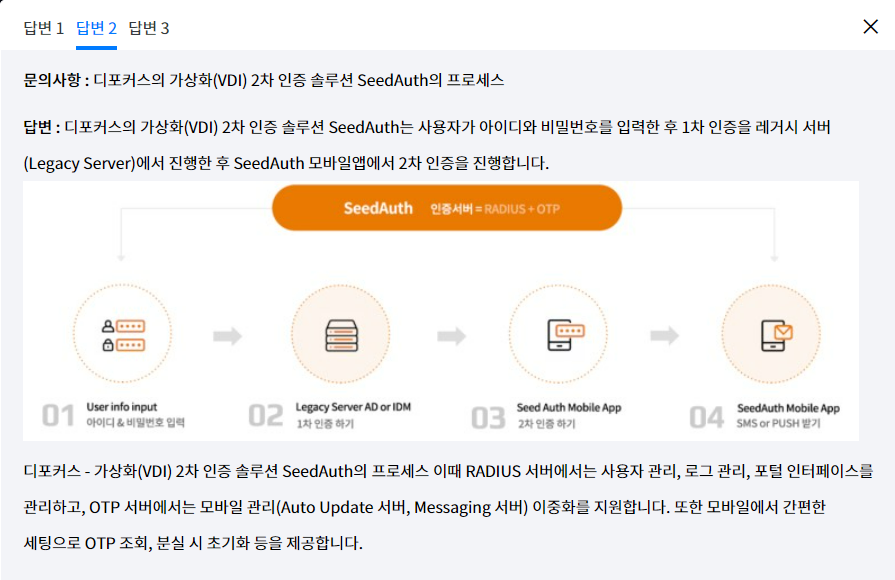 답변 1 답변 2 답변 3
문의사항 : 디포커스의 가상화(VDI) 2차 인증 솔루션 SeedAuth의 프로세스
답변 : 디포커스의 가상화(VDI) 2차 인증 솔루션 SeedAuth는 사용자가 아이디와 비밀번호를 입력한 후 1차 인증을 레거시 서버
(Legacy Server)에서 진행한 후 SeedAuth 모바일앱에서 2차 인증을 진행합니다.
SeedAuth 인증서버 = RADIUS + OTP
01 User info input
아이디 & 비밀번호 입력
02 Legacy Server AD or IDM
1차 인증 하기
03 Seed Auth Mobile App
2차 인증 하기
04 SeedAuth Mobile App
SMS or PUSH 받기
디포커스 - 가상화(VDI) 2차 인증 솔루션 SeedAuth의 프로세스 이때 RADIUS 서버에서는 사용자 관리, 로그 관리, 포털 인터페이스를
관리하고, OTP 서버에서는 모바일 관리(Auto Update 서버, Messaging 서버) 이중화를 지원합니다. 또한 모바일에서 간편한
세팅으로 OTP 조회, 분실 시 초기화 등을 제공합니다.